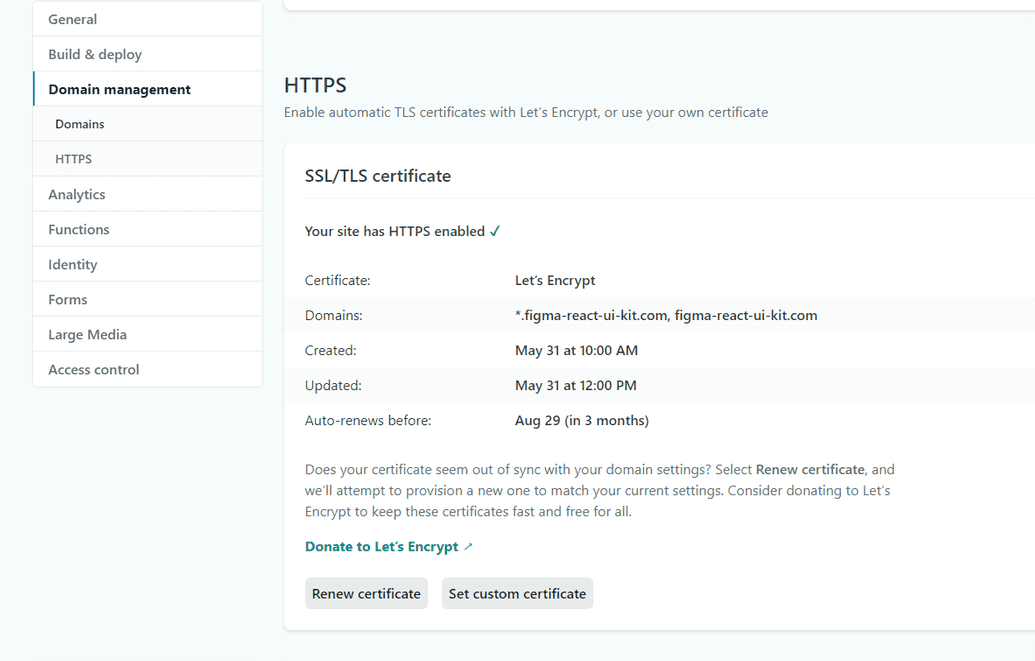 General
Build & deploy
Domain management
Domains
HTTPS
Analytics
Functions
Identity
Forms
Large Media
Access control
HTTPS
Enable automatic TLS certificates with Let’s Encrypt, or use your own certificate
SSL/TLS certificate
Your site has HTTPS enabled ✓
Certificate: Let’s Encrypt
Domains: *.figma-react-ui-kit.com, figma-react-ui-kit.com
Created: May 31 at 10:00 AM
Updated: May 31 at 12:00 PM
Auto-renews before: Aug 29 (in 3 months)
Does your certificate seem out of sync with your domain settings? Select Renew certificate, and
we’ll attempt to provision a new one to match your current settings. Consider donating to Let’s
Encrypt to keep these certificates fast and free for all.
Donate to Let’s Encrypt ↗
Renew certificate Set custom certificate